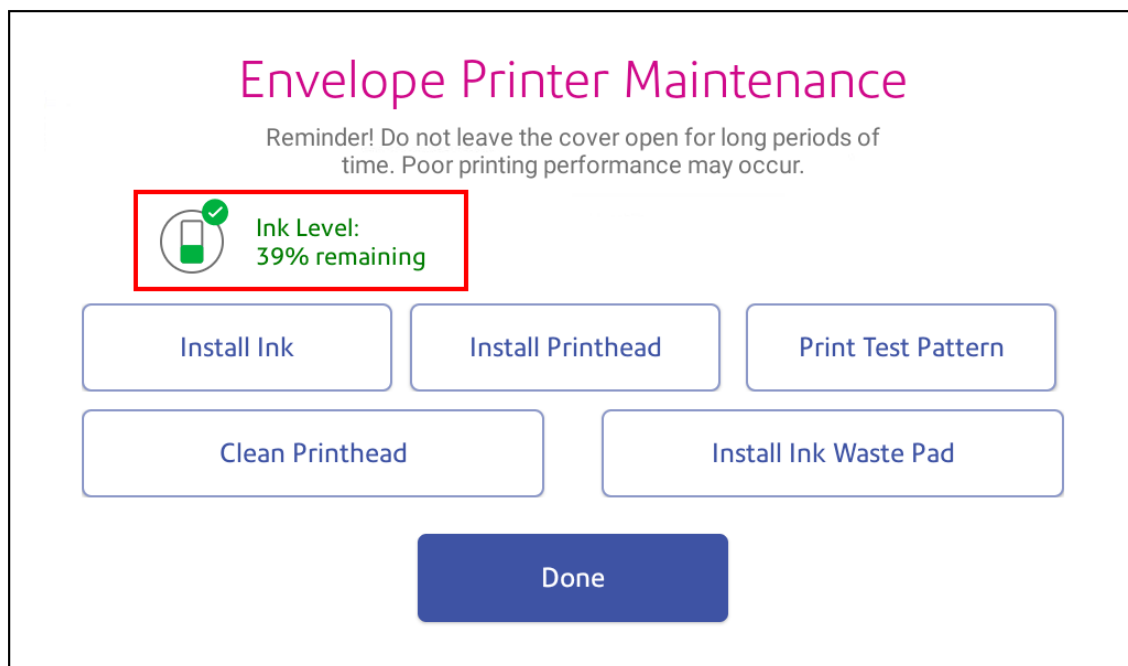 Envelope Printer Maintenance
Reminder! Do not leave the cover open for long periods of
time. Poor printing performance may occur.
Ink Level:
39% remaining
Install Ink
Install Printhead
Print Test Pattern
Clean Printhead
Install Ink Waste Pad
Done